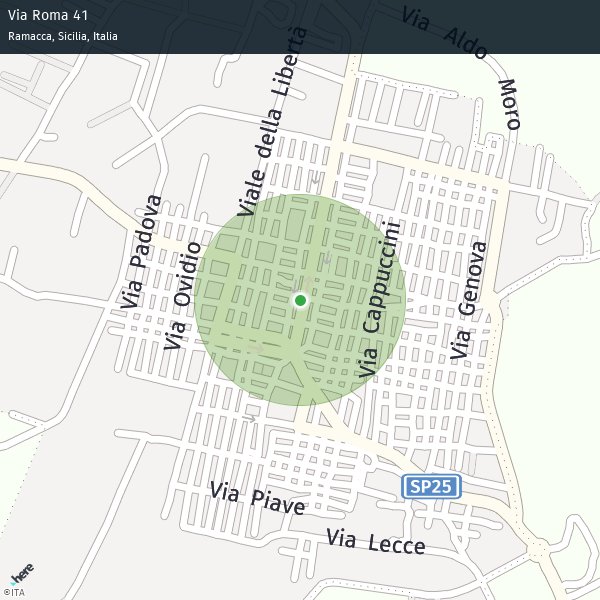 Via Roma 41
Ramacca, Sicilia, Italia
Via Aldo Moro
Viale della Libertà
Via Padova
Via Ovidio
Via Cappuccini
Via Genova
SP25
Via Piave
Via Lecce
here
©ITA